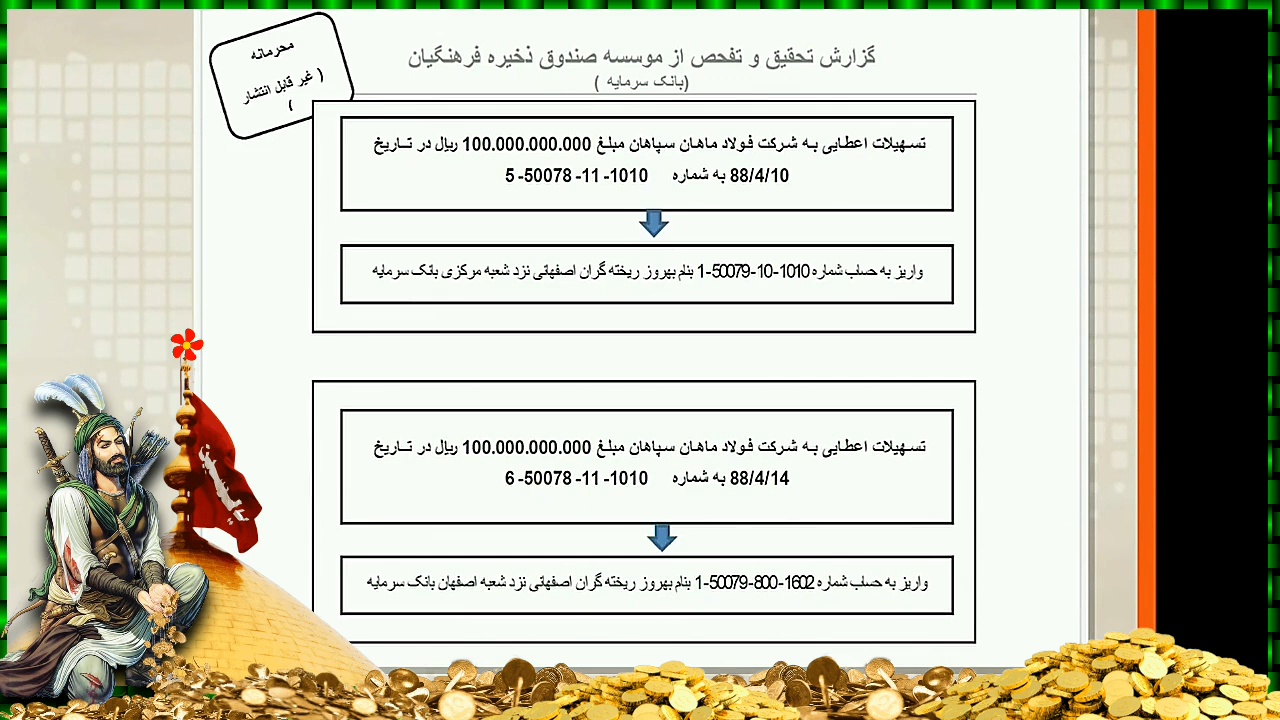 محرمانه
( غیر قابل انتشار
)
گزارش تحقیق و تفحص از موسسه صندوق ذخیره فرهنگیان
(بانک سرمایه )
تسهیلات اعطایی به شرکت فولاد ماهان سپاهان مبلغ 100.000.000.000 ریال در تاریخ
88/4/10 به شماره 1010- 11- 50078- 5
واریز به حساب شماره 1010-10-50079-1 بنام بهروز ریخته گران اصفهانی نزد شعبه مرکزی بانک سرمایه
تسهیلات اعطایی به شرکت فولاد ماهان سپاهان مبلغ 100.000.000.000 ریال در تاریخ
88/4/14 به شماره 1010- 11- 50078- 6
واریز به حساب شماره 1602-800-50079-1 بنام بهروز ریخته گران اصفهانی نزد شعبه اصفهان بانک سرمایه